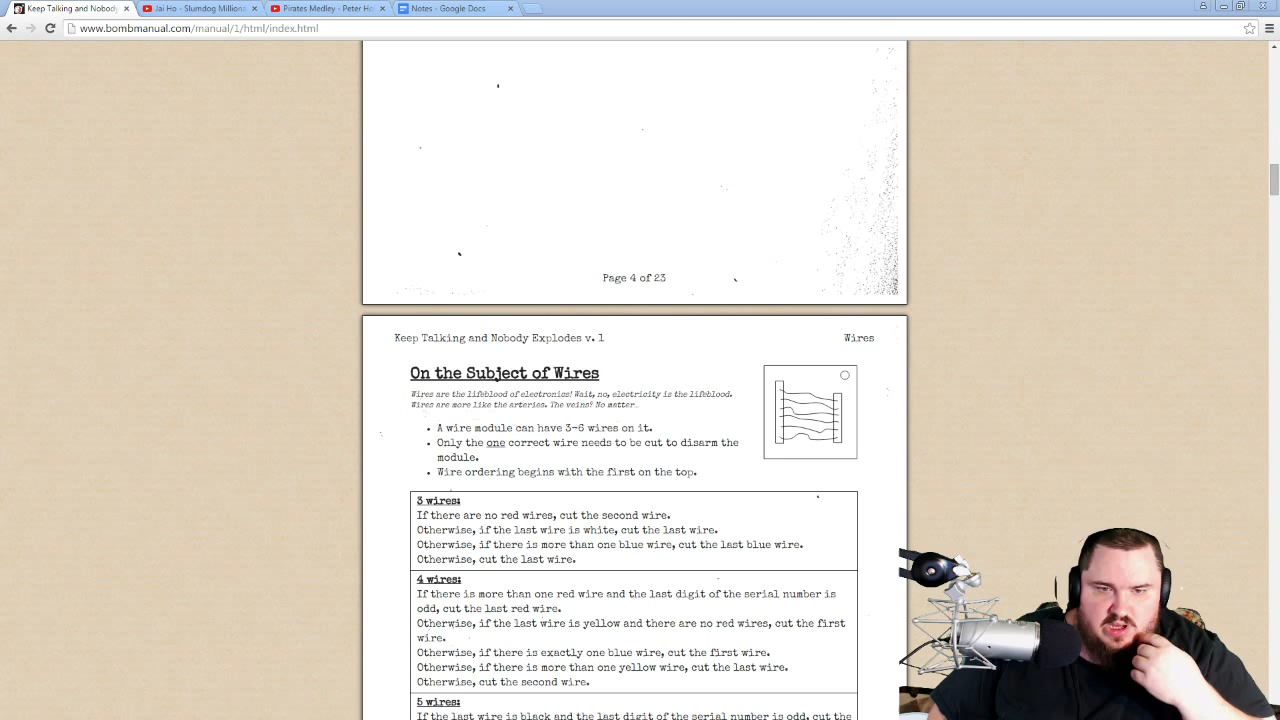 Keep Talking and Nobody
Jai Ho - Slumdog Milliona
Pirates Medley - Peter Ho
Notes - Google Docs
www.bombmanual.com/manual/1/html/index.html
Page 4 of 23
Keep Talking and Nobody Explodes v. 1
Wires
On the Subject of Wires
Wires are the lifeblood of electronics! Wait, no, electricity is the lifeblood.
Wires are more like the arteries. The veins? No matter…
• A wire module can have 3-6 wires on it.
• Only the one correct wire needs to be cut to disarm the
module.
• Wire ordering begins with the first on the top.
3 wires:
If there are no red wires, cut the second wire.
Otherwise, if the last wire is white, cut the last wire.
Otherwise, if there is more than one blue wire, cut the last blue wire.
Otherwise, cut the last wire.
4 wires:
If there is more than one red wire and the last digit of the serial number is
odd, cut the last red wire.
Otherwise, if the last wire is yellow and there are no red wires, cut the first
wire.
Otherwise, if there is exactly one blue wire, cut the first wire.
Otherwise, if there is more than one yellow wire, cut the last wire.
Otherwise, cut the second wire.
5 wires:
If the last wire is black and the last digit of the serial number is odd, cut the